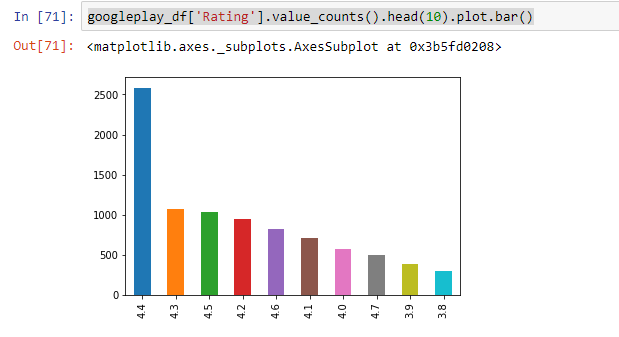 In [71]: googleplay_df['Rating'].value_counts().head(10).plot.bar()
Out[71]: <matplotlib.axes._subplots.AxesSubplot at 0x3b5fd0208>
2500
2000
1500
1000
500
0
4.4 4.3 4.5 4.2 4.6 4.1 4.0 4.7 3.9 3.8